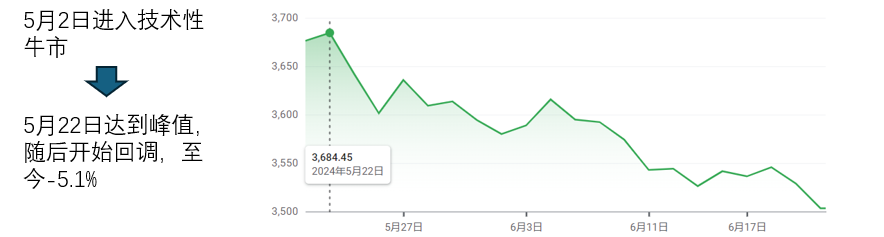 5月2日进入技术性
牛市
5月22日达到峰值，
随后开始回调，至
今-5.1%
3,700
3,650
3,600
3,550
3,500
3,684.45
2024年5月22日
5月27日
6月3日
6月11日
6月17日